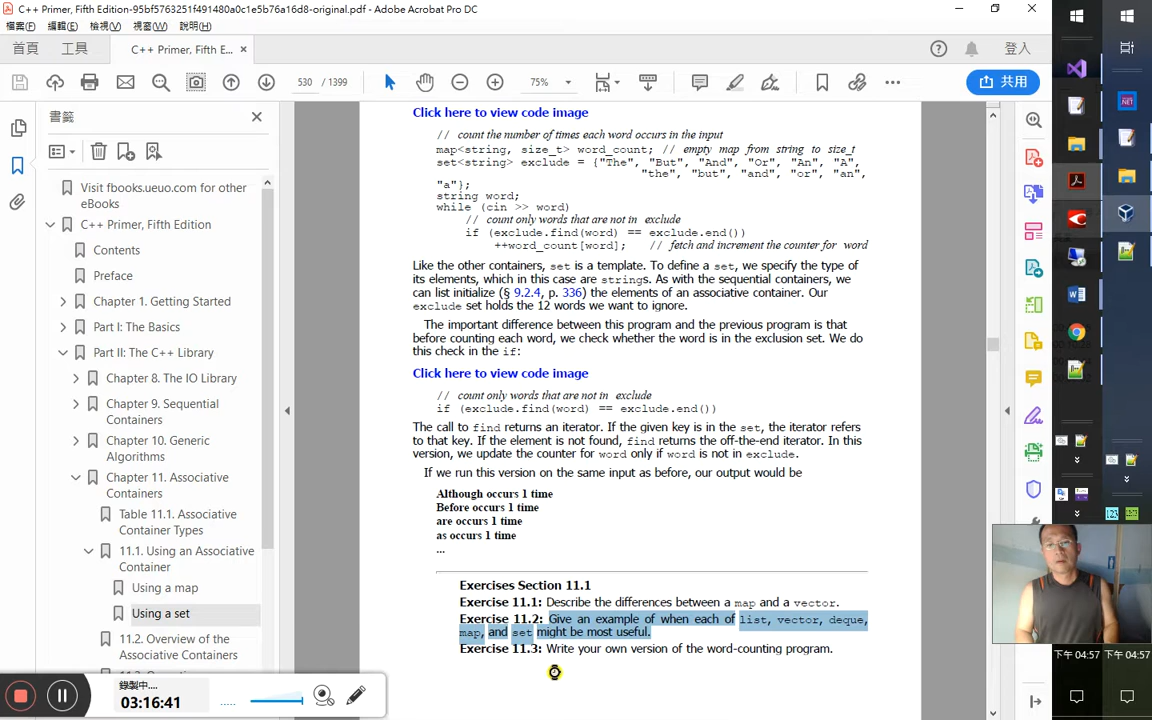 C++ Primer, Fifth Edition-95bf5763251f491480a0c1e5b76a16d8-original.pdf - Adobe Acrobat Pro DC
檔案(F) 編輯(E) 檢視(V) 視窗(W) 說明(H)
首頁 工具 C++ Primer, Fifth E... × 登入
530 / 1399 75% 共用
書籤
Visit fbooks.ueuo.com for other
eBooks
C++ Primer, Fifth Edition
Contents
Preface
Chapter 1. Getting Started
Part I: The Basics
Part II: The C++ Library
Chapter 8. The IO Library
Chapter 9. Sequential
Containers
Chapter 10. Generic
Algorithms
Chapter 11. Associative
Containers
Table 11.1. Associative
Container Types
11.1. Using an Associative
Container
Using a map
Using a set
11.2. Overview of the
Associative Containers
Click here to view code image
// count the number of times each word occurs in the input
map<string, size_t> word_count; // empty map from string to size_t
set<string> exclude = {"The", "But", "And", "Or", "An", "A",
"the", "but", "and", "or", "an",
"a"};
string word;
while (cin >> word)
// count only words that are not in exclude
if (exclude.find(word) == exclude.end())
++word_count[word]; // fetch and increment the counter for word
Like the other containers, set is a template. To define a set, we specify the type of
its elements, which in this case are strings. As with the sequential containers, we
can list initialize (§ 9.2.4, p. 336) the elements of an associative container. Our
exclude set holds the 12 words we want to ignore.
The important difference between this program and the previous program is that
before counting each word, we check whether the word is in the exclusion set. We do
this check in the if:
Click here to view code image
// count only words that are not in exclude
if (exclude.find(word) == exclude.end())
The call to find returns an iterator. If the given key is in the set, the iterator refers
to that key. If the element is not found, find returns the off-the-end iterator. In this
version, we update the counter for word only if word is not in exclude.
If we run this version on the same input as before, our output would be
Although occurs 1 time
Before occurs 1 time
are occurs 1 time
as occurs 1 time
...
Exercises Section 11.1
Exercise 11.1: Describe the differences between a map and a vector.
Exercise 11.2: Give an example of when each of list, vector, deque,
map, and set might be most useful.
Exercise 11.3: Write your own version of the word-counting program.
錄製中....
03:16:41
下午 04:57 下午 04:57